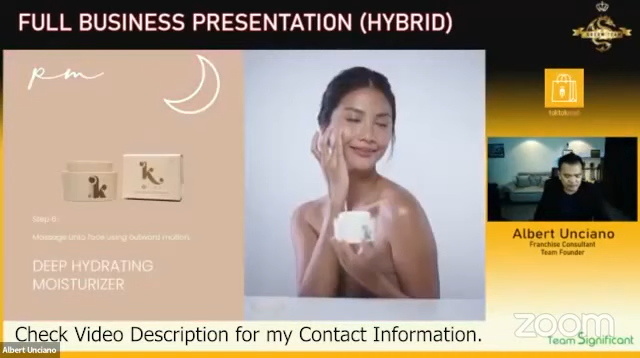 FULL BUSINESS PRESENTATION (HYBRID)
pm
.k
k.
Step 6:
Massage onto face using outward motion.
DEEP HYDRATING
MOISTURIZER
Albert Unciano
Franchise Consultant
Team Founder
zoom
Team Significant
Check Video Description for my Contact Information.
Albert Unciano